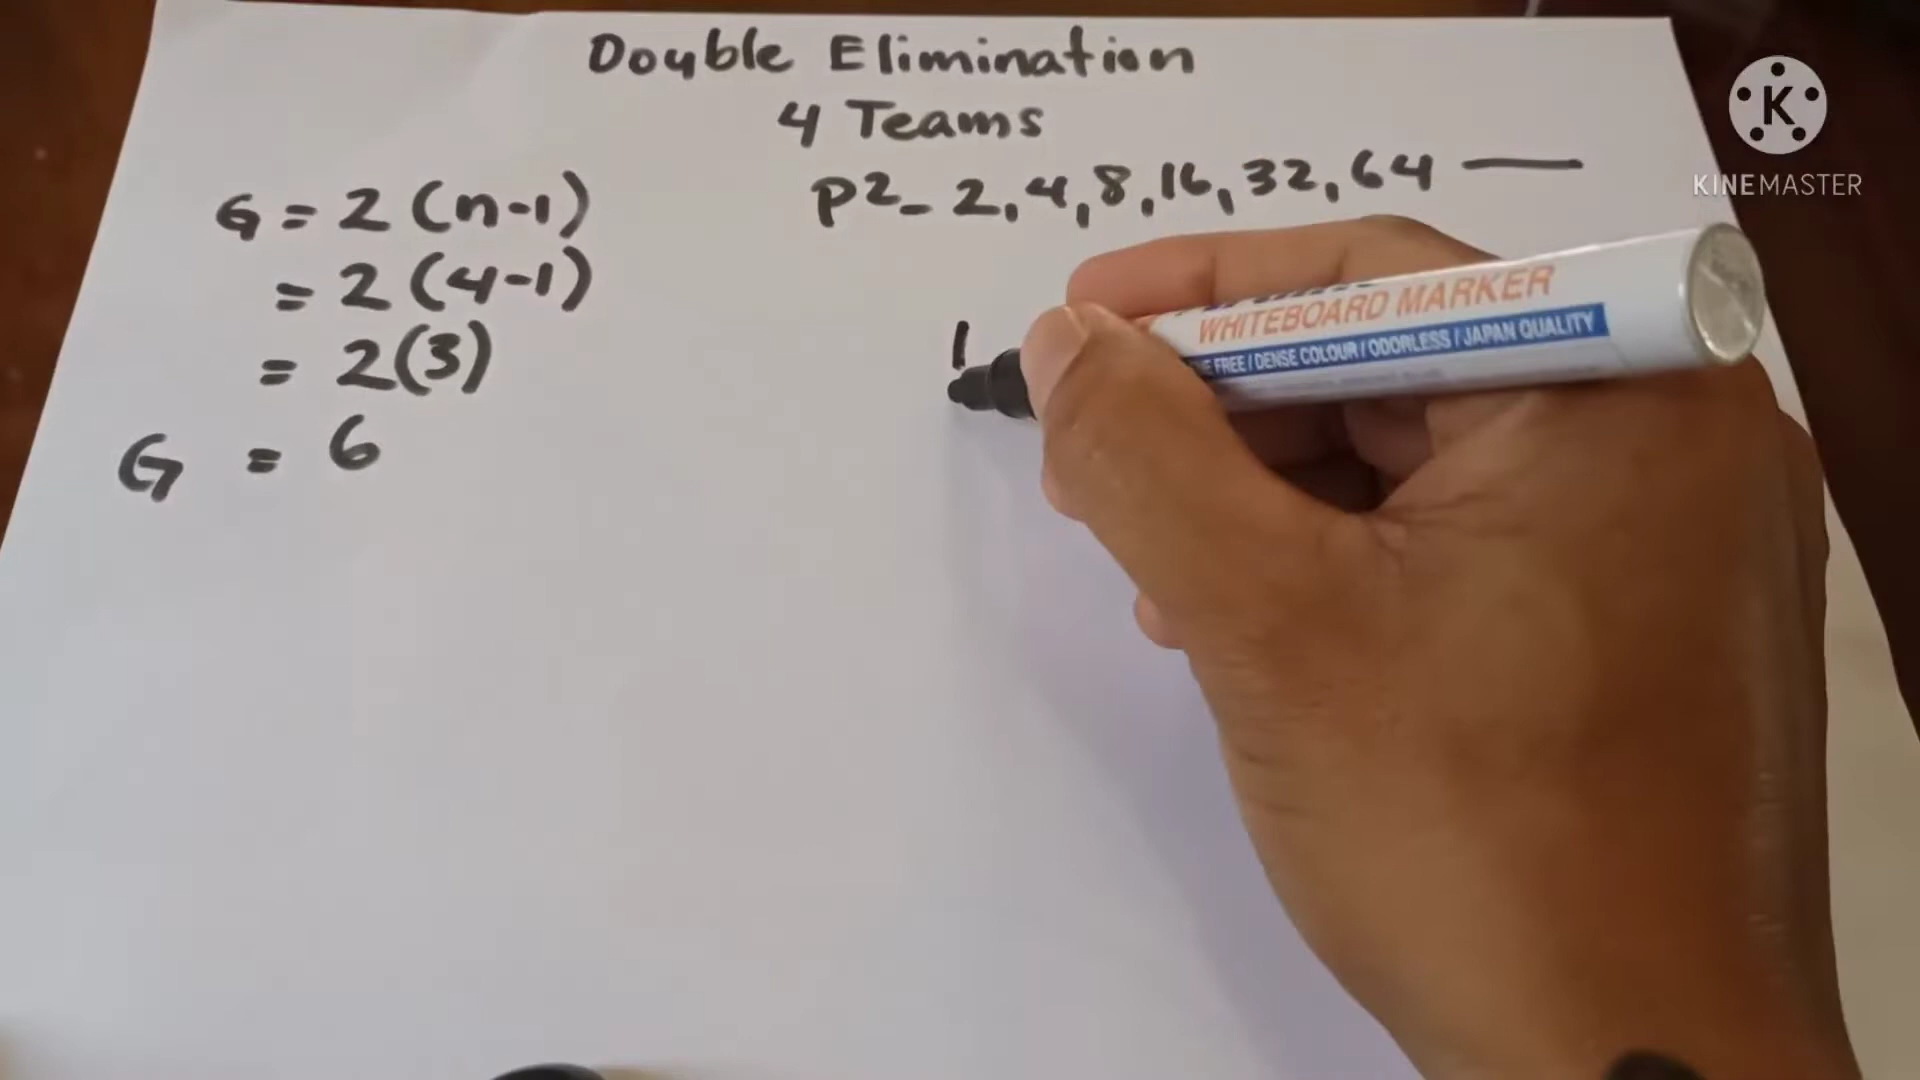 Double Elimination
4 Teams
P2- 2, 4, 8, 16, 32, 64 —
G = 2 (n-1)
= 2 (4-1)
= 2(3)
G = 6
1
K
KINEMASTER
WHITEBOARD MARKER
FREE / DENSE COLOUR / ODORLESS / JAPAN QUALITY